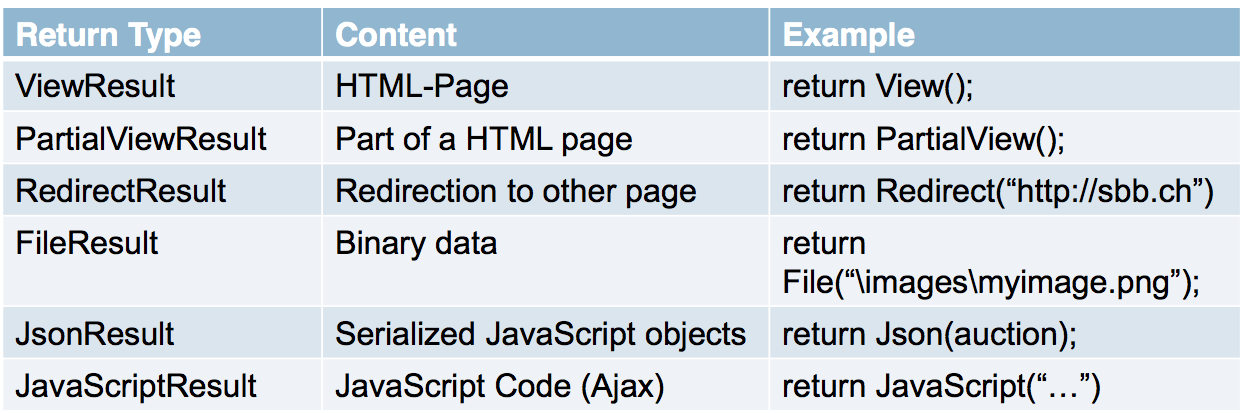 Return Type Content Example
ViewResult HTML-Page return View();
PartialViewResult Part of a HTML page return PartialView();
RedirectResult Redirection to other page return Redirect(“http://sbb.ch”)
FileResult Binary data return
File(“\images\myimage.png”);
JsonResult Serialized JavaScript objects return Json(auction);
JavaScriptResult JavaScript Code (Ajax) return JavaScript(“…”)